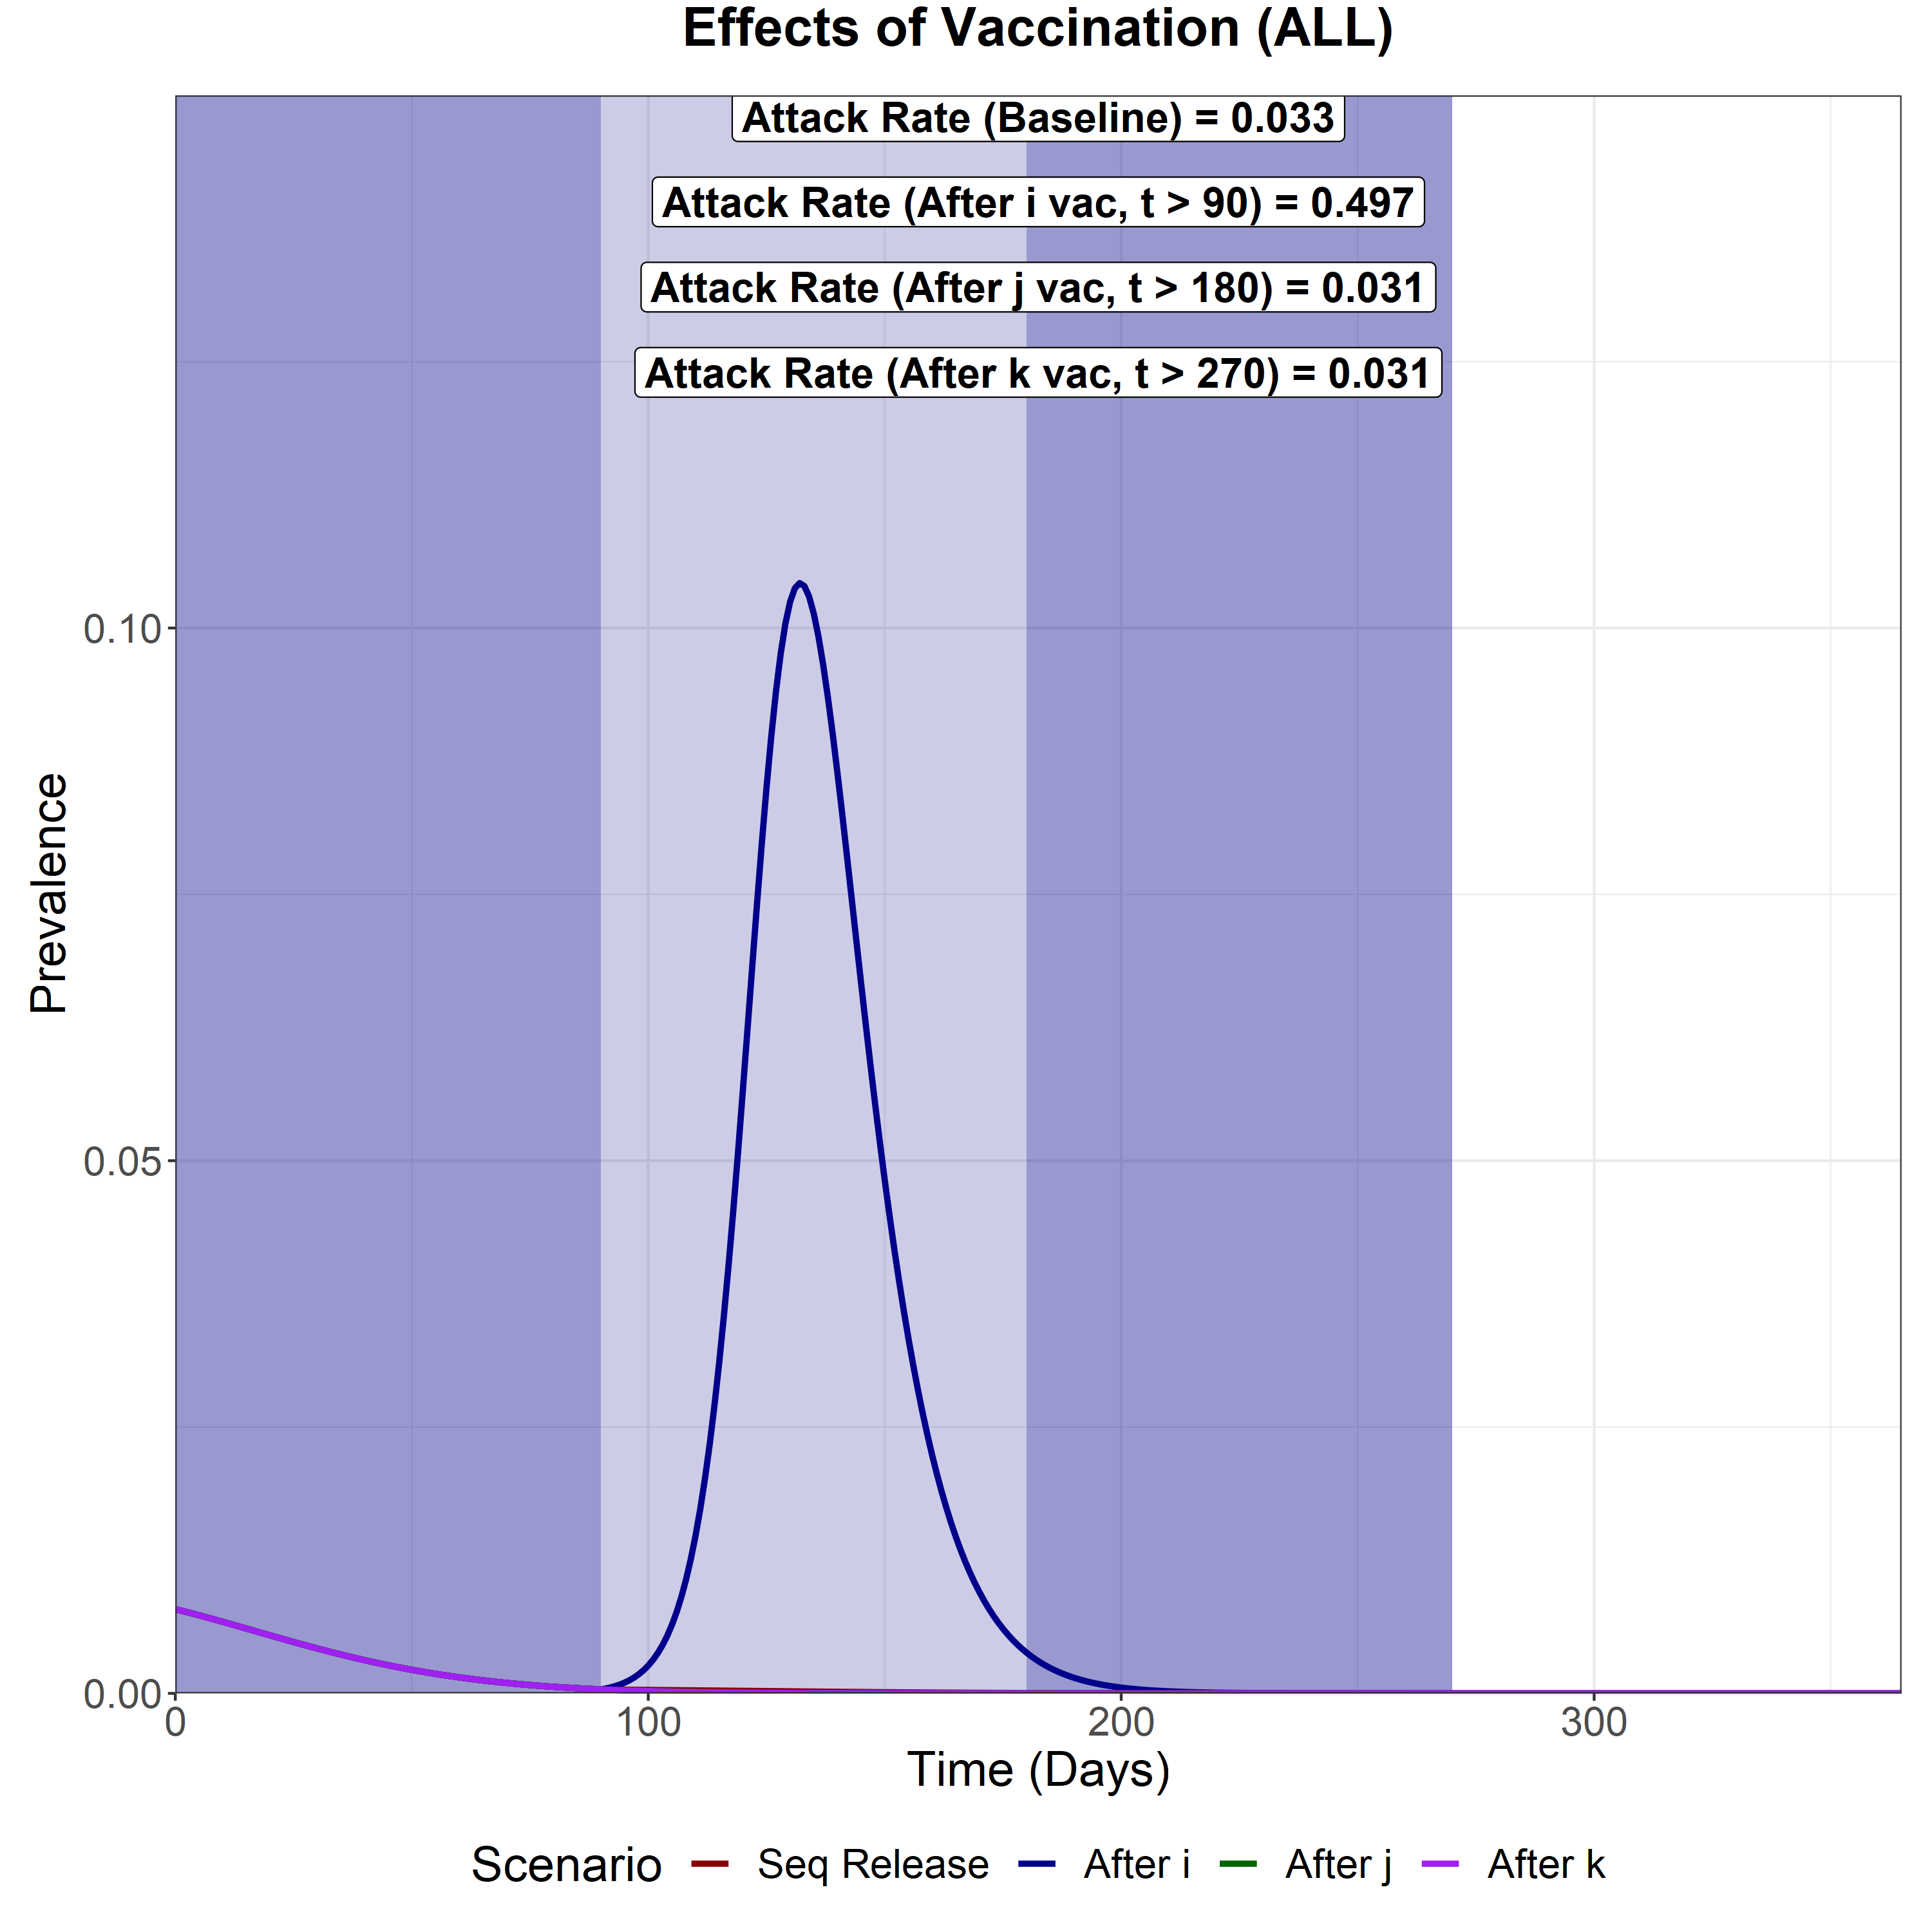 Effects of Vaccination (ALL)
Attack Rate (Baseline) = 0.033
Attack Rate (After i vac, t > 90) = 0.497
Attack Rate (After j vac, t > 180) = 0.031
Attack Rate (After k vac, t > 270) = 0.031
Prevalence
0.10
0.05
0.00
0 100 200 300
Time (Days)
Scenario Seq Release After i After j After k